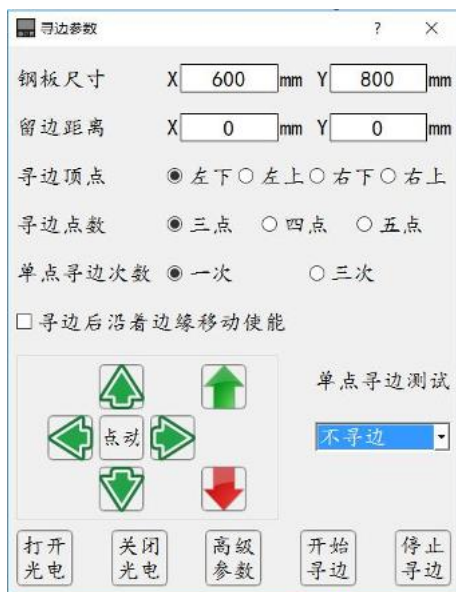 寻边参数 ? ×
钢板尺寸 X 600 mm Y 800 mm
留边距离 X 0 mm Y 0 mm
寻边顶点 左下 左上 右下 右上
寻边点数 三点 四点 五点
单点寻边次数 一次 三次
寻边后沿着边缘移动使能
单点寻边测试
点动
不寻边
打开光电 关闭光电 高级参数 开始寻边 停止寻边